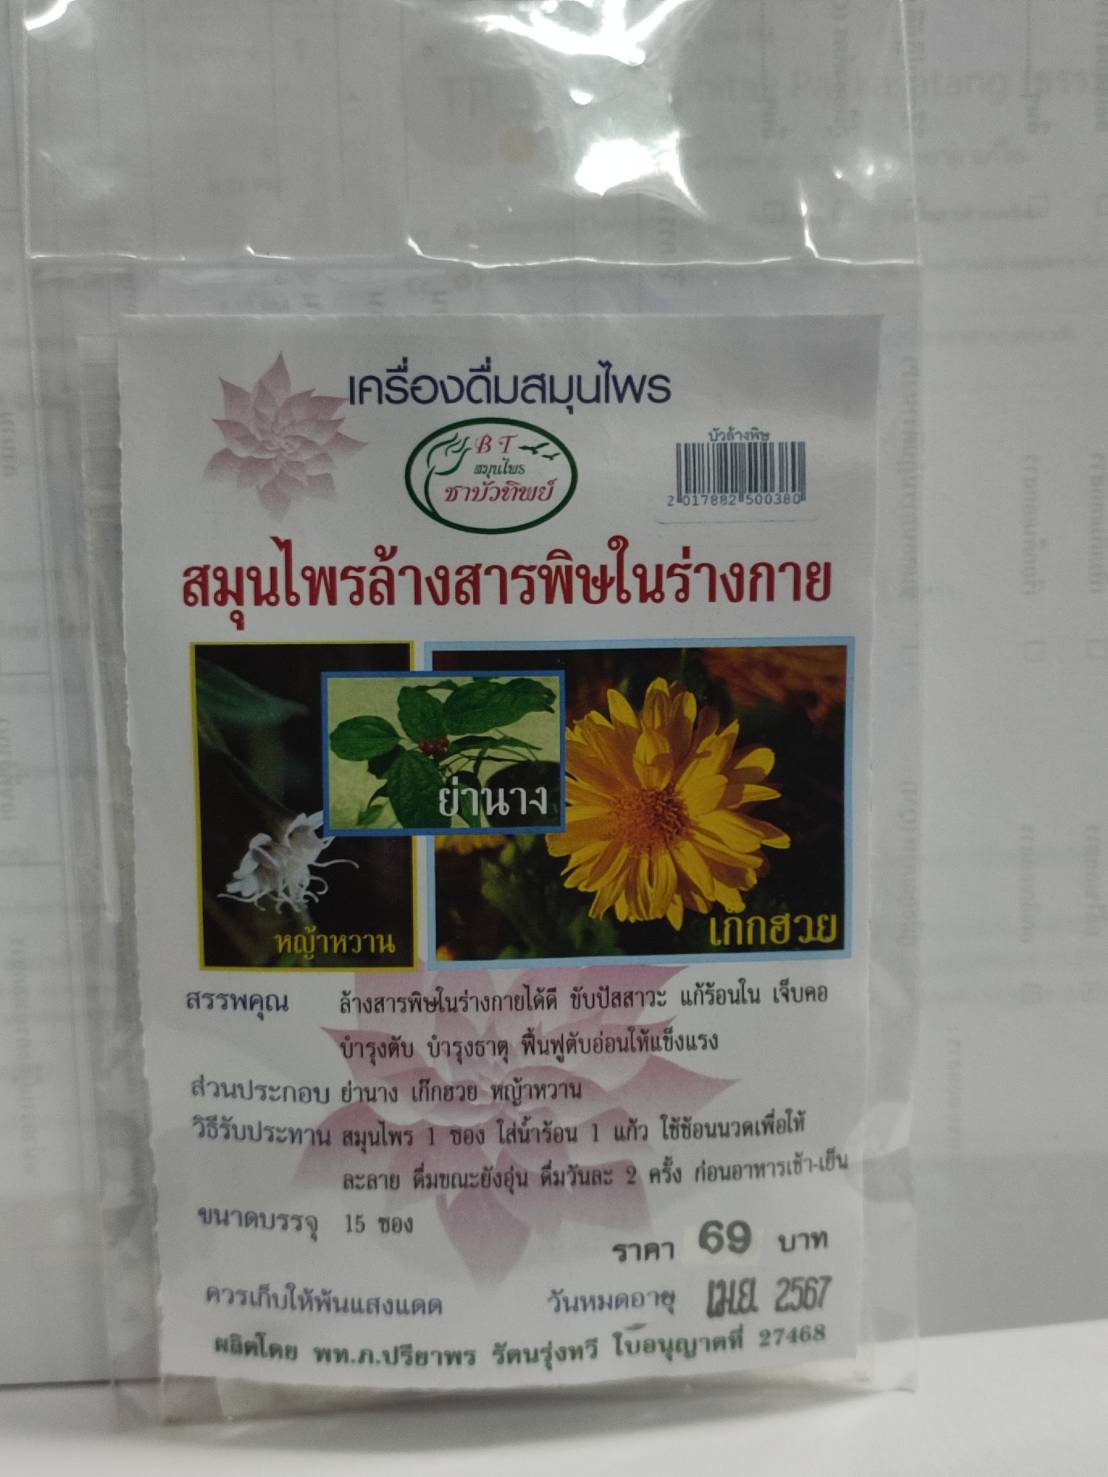 เครื่องดื่มสมุนไพร
B T
สมุนไพร
ชาบัวทิพย์
บัวล้างพิษ
2 017882 500380
สมุนไพรล้างสารพิษในร่างกาย
ย่านาง
หญ้าหวาน
เก๊กฮวย
สรรพคุณ ล้างสารพิษในร่างกายได้ดี ขับปัสสาวะ แก้ร้อนใน เจ็บคอ
บำรุงตับ บำรุงธาตุ ฟื้นฟูตับอ่อนให้แข็งแรง
ส่วนประกอบ ย่านาง เก๊กฮวย หญ้าหวาน
วิธีรับประทาน สมุนไพร 1 ซอง ใส่น้ำร้อน 1 แก้ว ใช้ช้อนนวดเพื่อให้
ละลาย ดื่มขณะยังอุ่น ดื่มวันละ 2 ครั้ง ก่อนอาหารเช้า-เย็น
ขนาดบรรจุ 15 ซอง
ราคา 69 บาท
ควรเก็บให้พ้นแสงแดด วันหมดอายุ เม.ย. 2567
ผลิตโดย พท.ภ.ปรียาพร รัตนรุ่งทวี ใบอนุญาตที่ 27468